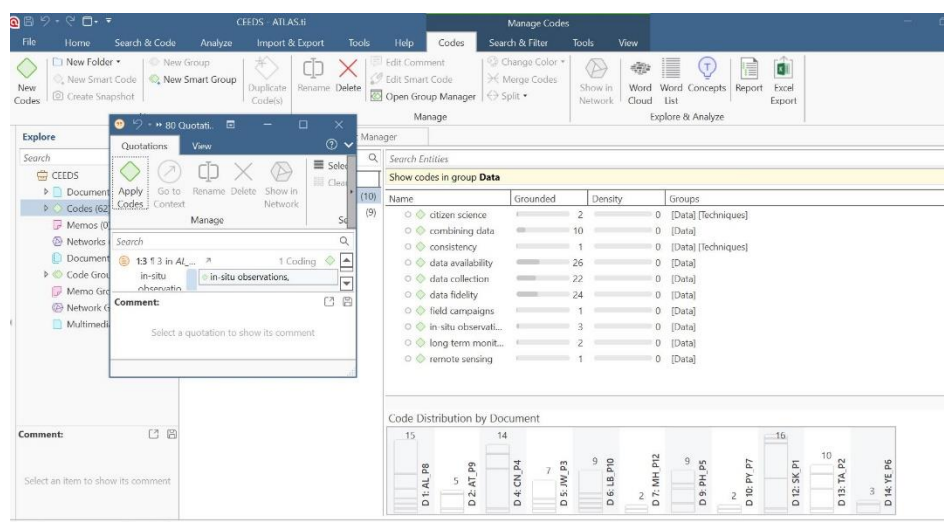 CEEDS - ATLAS.ti
Manage Codes
File Home Search & Code Analyze Import & Export Tools Help Codes Search & Filter Tools View
New Codes
New Folder
New Smart Code
Create Snapshot
New Group
New Smart Group
Duplicate Code(s)
Rename
Delete
Edit Comment
Edit Smart Code
Open Group Manager
Change Color
Merge Codes
Split
Manage
Show in Network
Word Cloud
Word List
Concepts
Report
Excel Export
Explore & Analyze
Explore
Search
CEEDS
Document
Codes (62
Memos (0
Networks
Document
Code Grou
Memo Gro
Network G
Multimedi
Comment:
Select an item to show its comment
80 Quotati..
Quotations View
Apply Codes
Go to Context
Rename
Delete
Show in Network
Selec
Clea
Manage
Search
1:3 ¶ 3 in AL_... 1 Coding
in-situ
observatio
in-situ observations,
Comment:
Select a quotation to show its comment
Manager
(10)
(9)
Search Entities
Show codes in group Data
Name Grounded Density Groups
citizen science 2 0 [Data] [Techniques]
combining data 10 0 [Data]
consistency 1 0 [Data] [Techniques]
data availability 26 0 [Data]
data collection 22 0 [Data]
data fidelity 24 0 [Data]
field campaigns 1 0 [Data]
in-situ observati... 3 0 [Data]
long term monit... 2 0 [Data]
remote sensing 1 0 [Data]
Code Distribution by Document
15 5 14 7 9 2 9 2 16 10 3
D 1: AL_P8
D 2: AT_P9
D 4: CN_P4
D 5: JW_P3
D 6: LB_P10
D 7: MH_P12
D 9: PH_P5
D 10: PY_P7
D 12: SK_P1
D 13: TA_P2
D 14: YE_P6